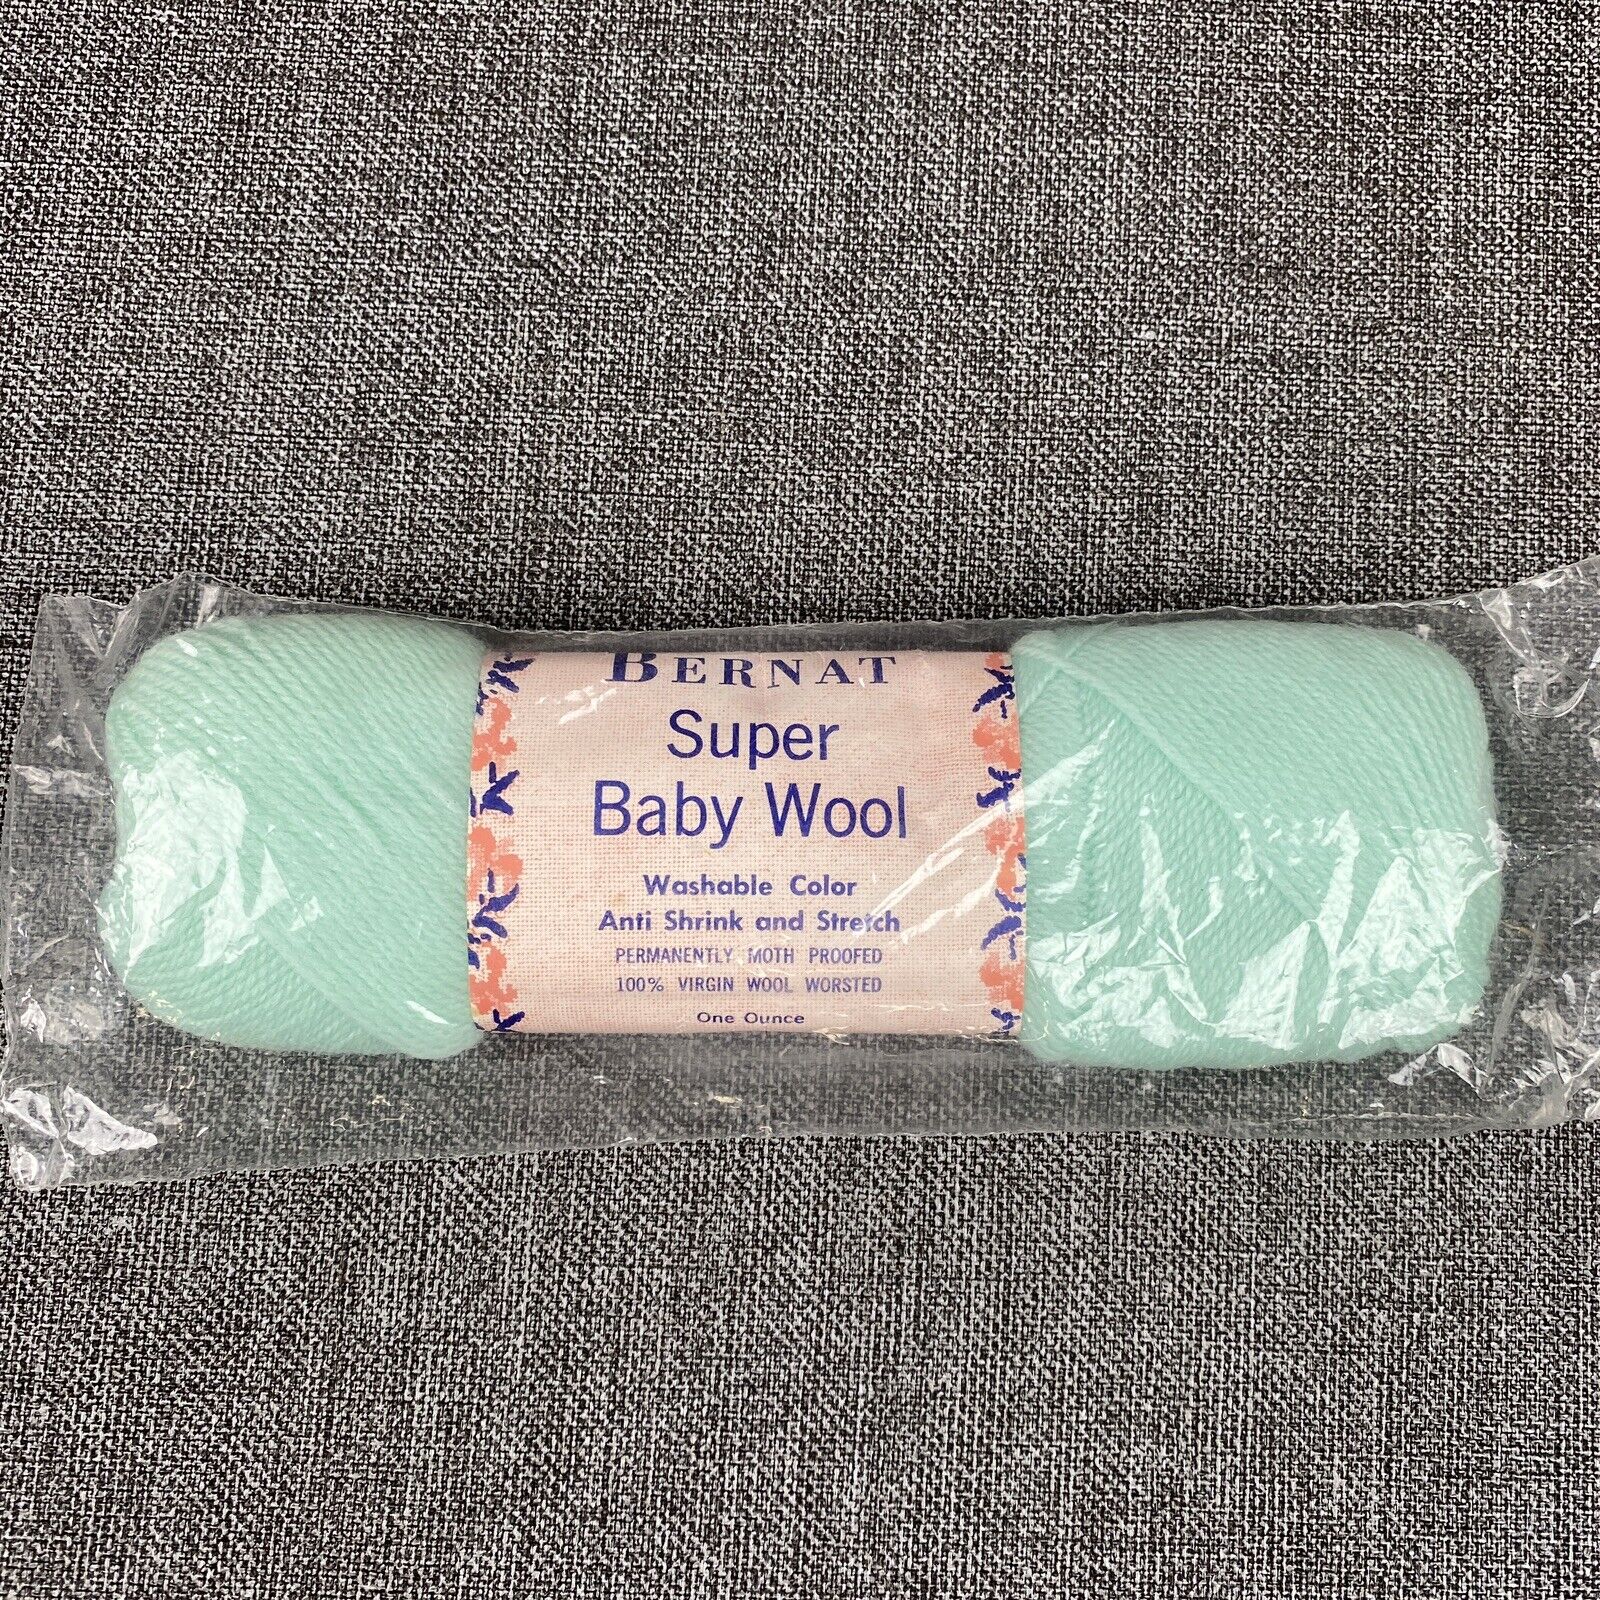 BERNAT
Super
Baby Wool
Washable Color
Anti Shrink and Stretch
PERMANENTLY MOTH PROOFED
100% VIRGIN WOOL WORSTED
One Ounce